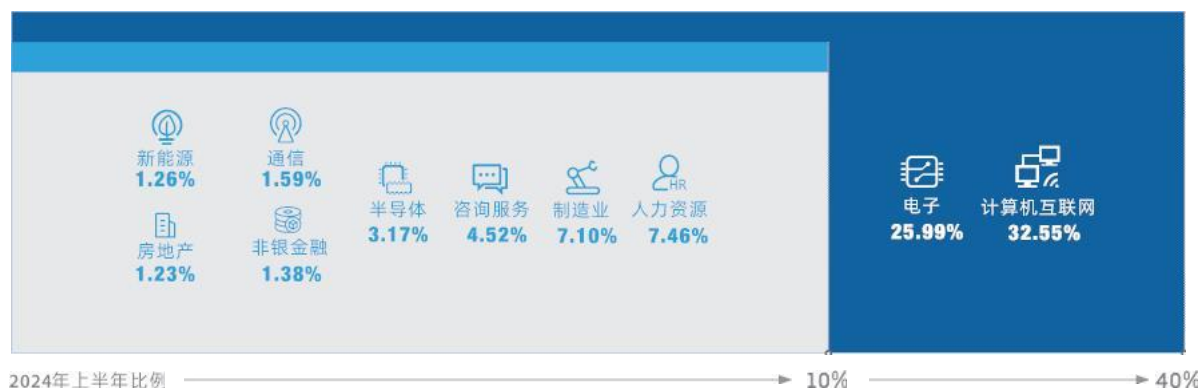 新能源
1.26%
通信
1.59%
房地产
1.23%
非银金融
1.38%
半导体
3.17%
咨询服务
4.52%
制造业
7.10%
HR
人力资源
7.46%
电子
25.99%
计算机互联网
32.55%
2024年上半年比例
10%
40%